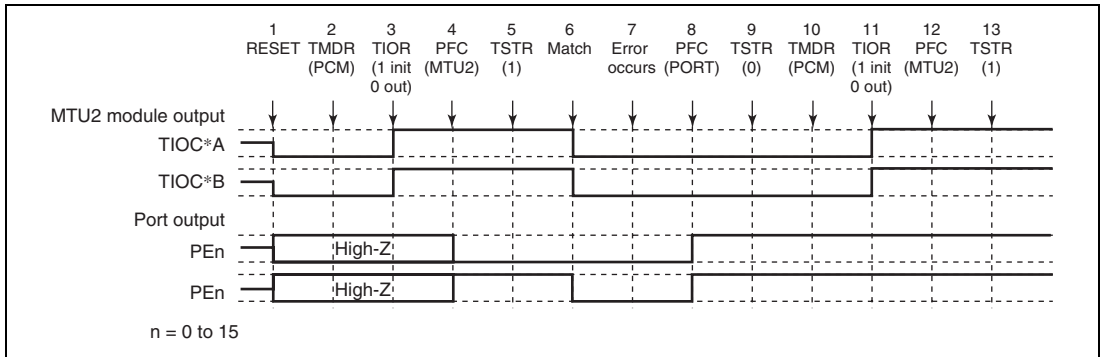 1 2 3 4 5 6 7 8 9 10 11 12 13
RESET TMDR TIOR PFC TSTR Match Error PFC TSTR TMDR TIOR PFC TSTR
(PCM) (1 init (MTU2) (1) occurs (PORT) (0) (PCM) (1 init (MTU2) (1)
0 out) 0 out)
MTU2 module output
TIOC*A
TIOC*B
Port output
PEn High-Z
PEn High-Z
n = 0 to 15